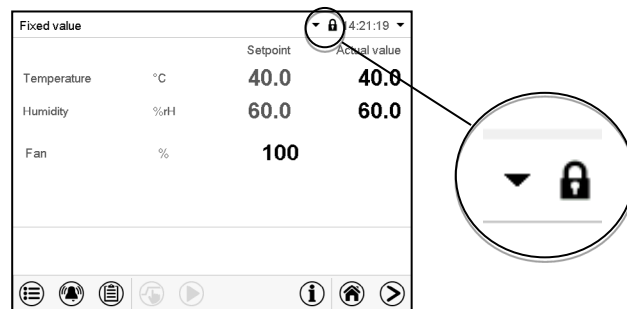 Fixed value 14:21:19
Setpoint Actual value
Temperature °C 40.0 40.0
Humidity %rH 60.0 60.0
Fan % 100